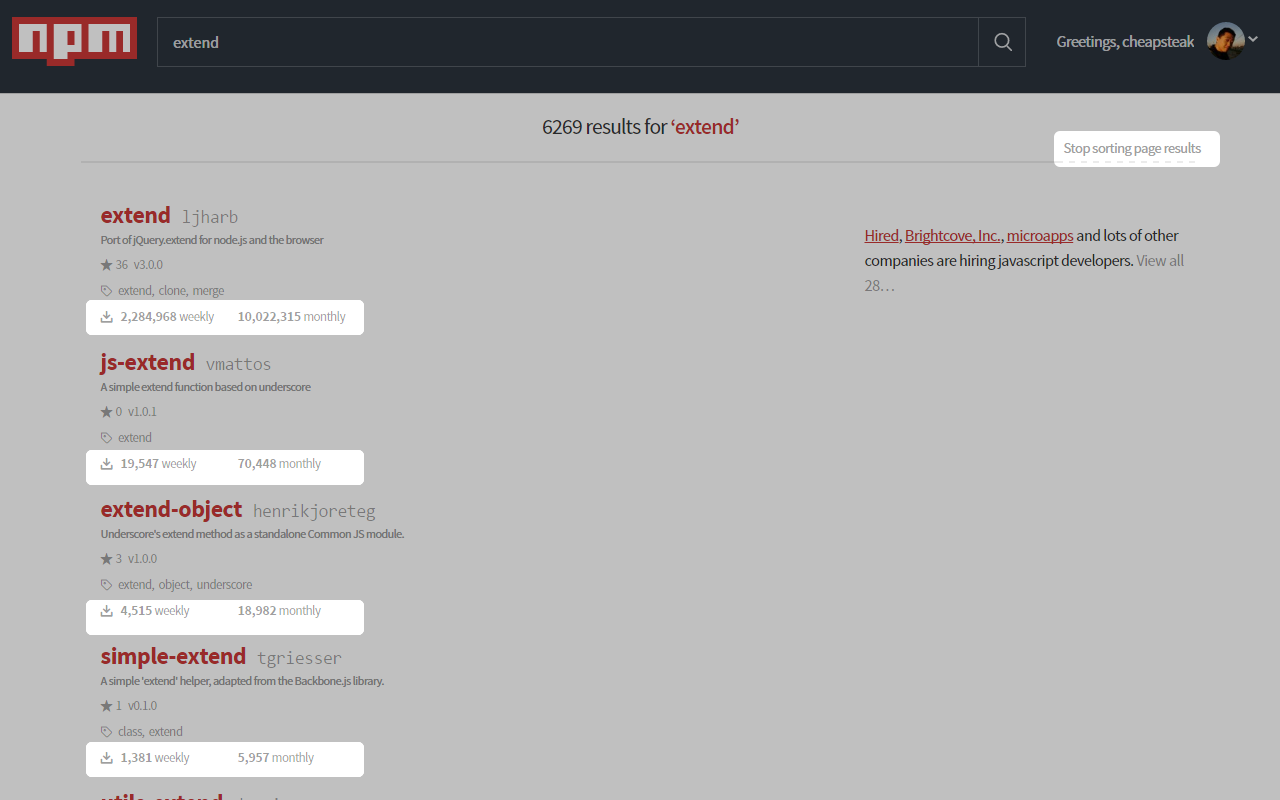 npm
extend
Greetings, cheapsteak
6269 results for ‘extend’
Stop sorting page results
extend ljharb
Port of jQuery.extend for node.js and the browser
36 v3.0.0
extend, clone, merge
2,284,968 weekly 10,022,315 monthly
Hired, Brightcove, Inc., microapps and lots of other
companies are hiring javascript developers. View all
28…
js-extend vmattos
A simple extend function based on underscore
0 v1.0.1
extend
19,547 weekly 70,448 monthly
extend-object henrikjoreteg
Underscore's extend method as a standalone Common JS module.
3 v1.0.0
extend, object, underscore
4,515 weekly 18,982 monthly
simple-extend tgriesser
A simple 'extend' helper, adapted from the Backbone.js library.
1 v0.1.0
class, extend
1,381 weekly 5,957 monthly